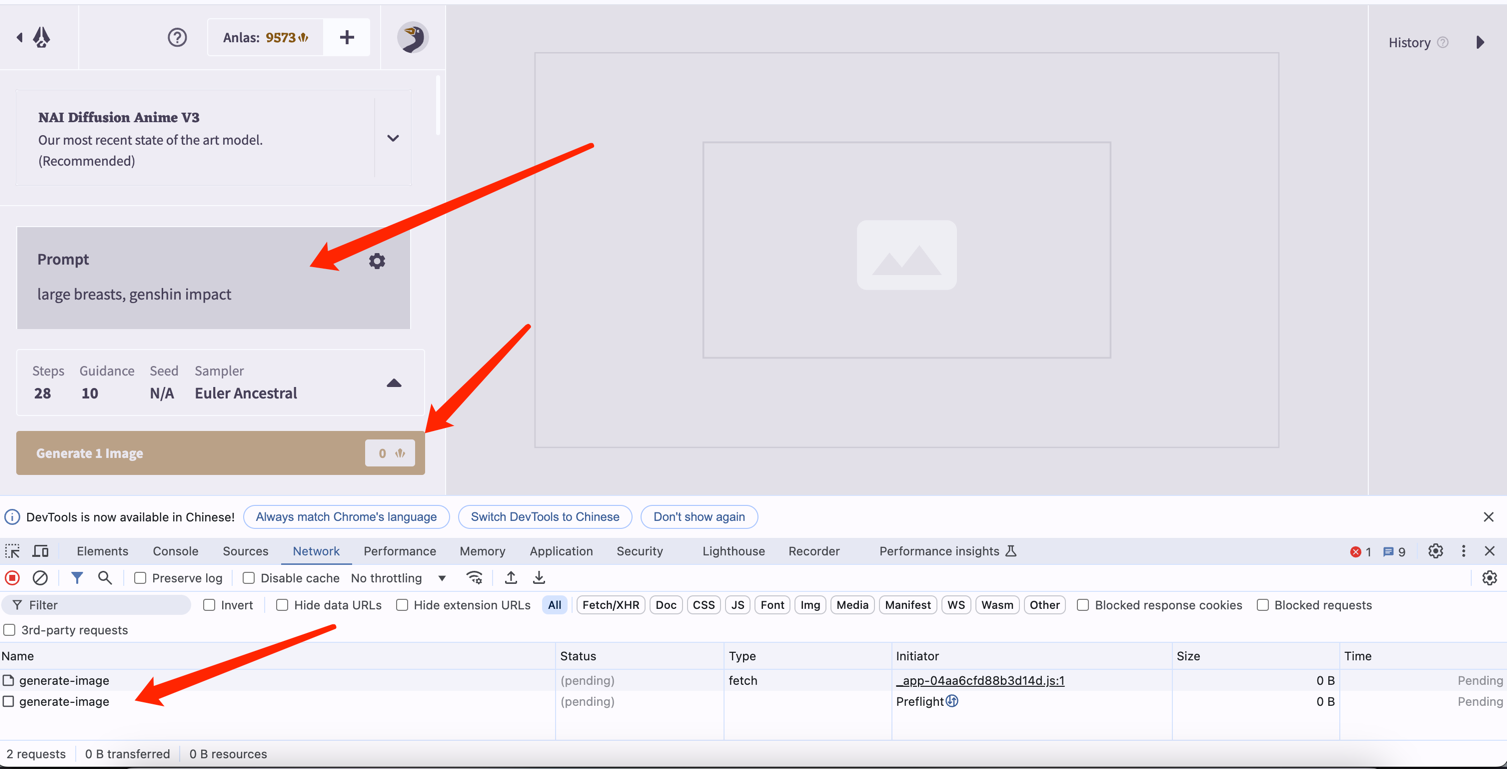 Anlas: 9573
History
NAI Diffusion Anime V3
Our most recent state of the art model.
(Recommended)
Prompt
large breasts, genshin impact
Steps Guidance Seed Sampler
28 10 N/A Euler Ancestral
Generate 1 Image 0
DevTools is now available in Chinese! Always match Chrome's language Switch DevTools to Chinese Don't show again
Elements Console Sources Network Performance Memory Application Security Lighthouse Recorder Performance insights 1 9
Preserve log Disable cache No throttling
Filter Invert Hide data URLs Hide extension URLs All Fetch/XHR Doc CSS JS Font Img Media Manifest WS Wasm Other Blocked response cookies Blocked requests
3rd-party requests
Name Status Type Initiator Size Time
generate-image (pending) fetch _app-04aa6cfd88b3d14d.js:1 0 B Pending
generate-image (pending) Preflight 0 B Pending
2 requests 0 B transferred 0 B resources